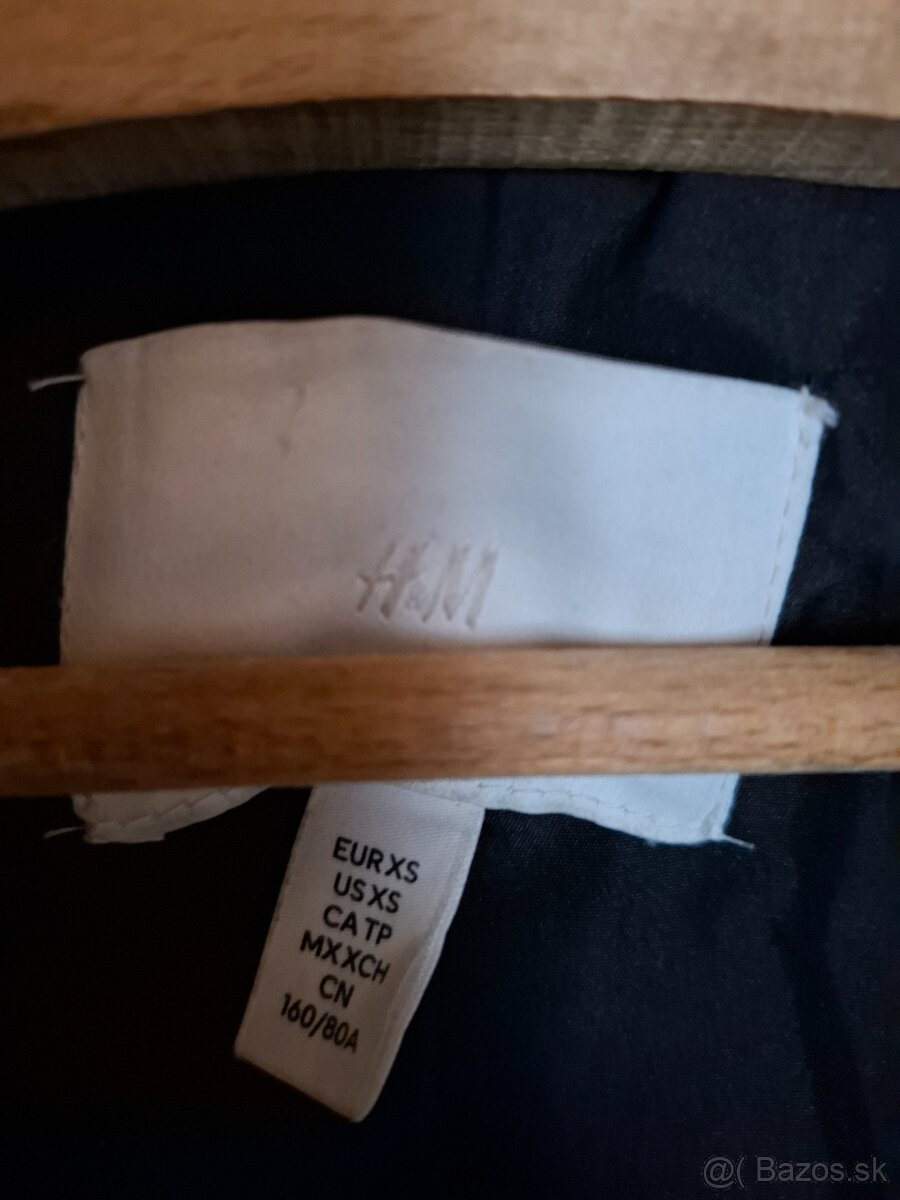 H&M
EUR XS
US XS
CA TP
MX XCH
CN
160/80A
@( Bazos.sk